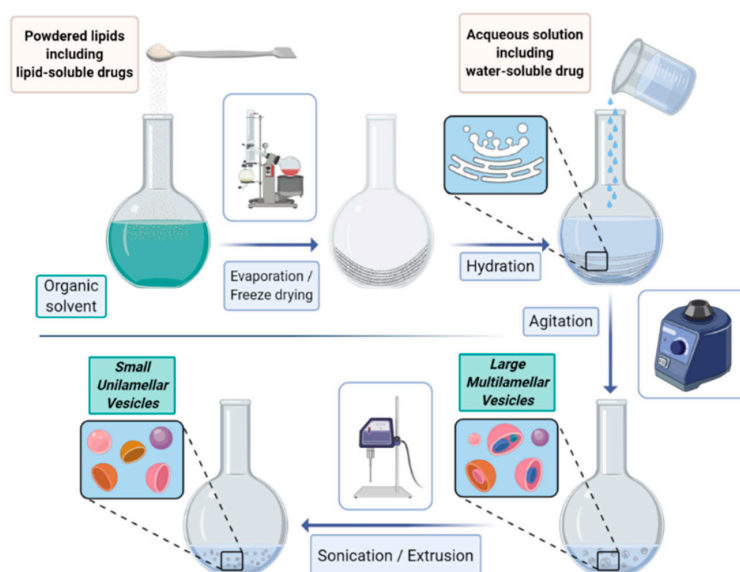 Powdered lipids
including
lipid-soluble drugs
Acqueous solution
including
water-soluble drug
Organic
solvent
Evaporation /
Freeze drying
Hydration
Agitation
Small
Unilamellar
Vesicles
Large
Multilamellar
Vesicles
Sonication / Extrusion